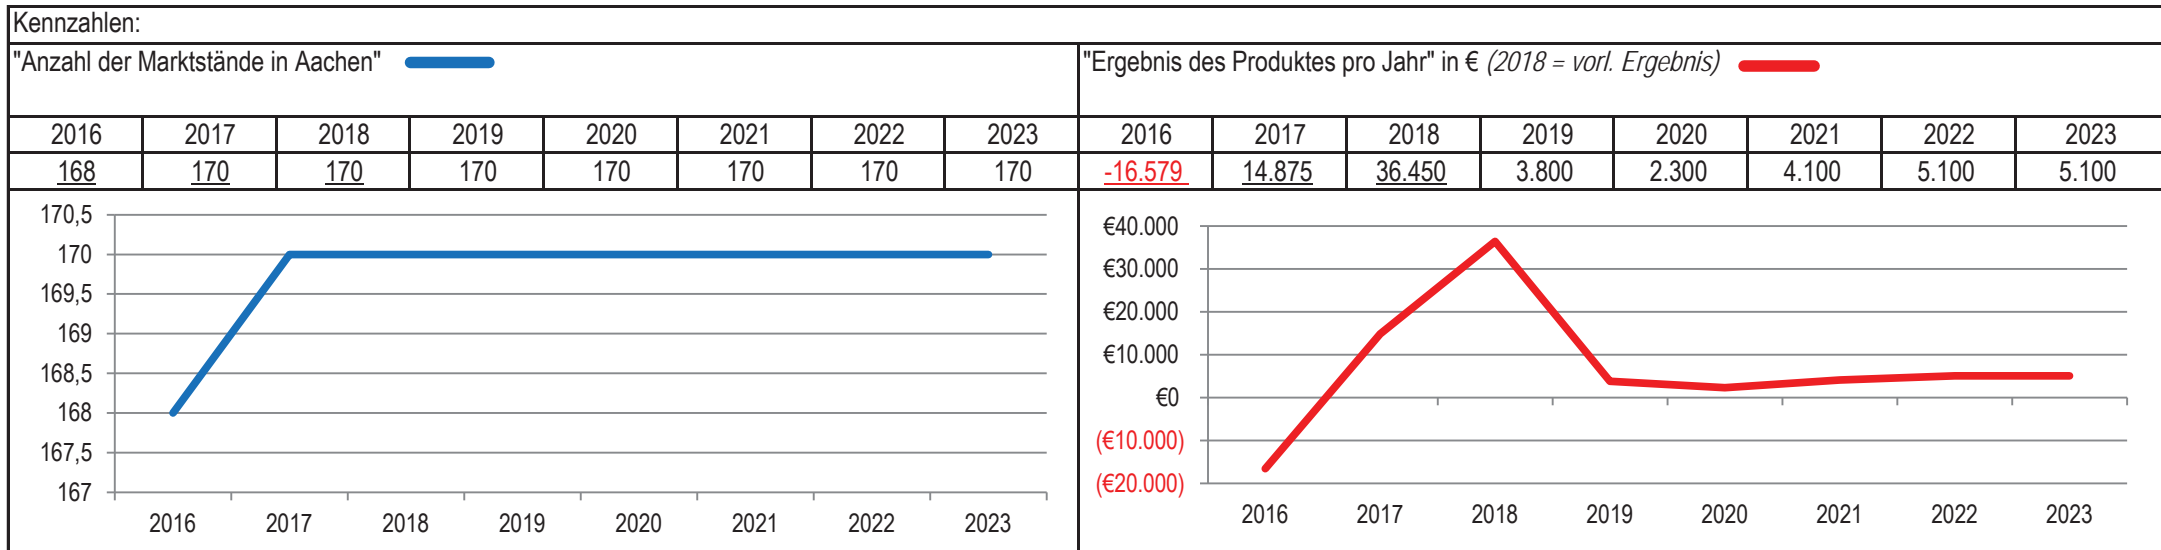 Kennzahlen:
"Anzahl der Marktstände in Aachen"
"Ergebnis des Produktes pro Jahr" in € (2018 = vorl. Ergebnis)
2016 2017 2018 2019 2020 2021 2022 2023 2016 2017 2018 2019 2020 2021 2022 2023
168 170 170 170 170 170 170 170 -16.579 14.875 36.450 3.800 2.300 4.100 5.100 5.100
170,5
170
169,5
169
168,5
168
167,5
167
2016 2017 2018 2019 2020 2021 2022 2023
€40.000
€30.000
€20.000
€10.000
€0
(€10.000)
(€20.000)
2016 2017 2018 2019 2020 2021 2022 2023